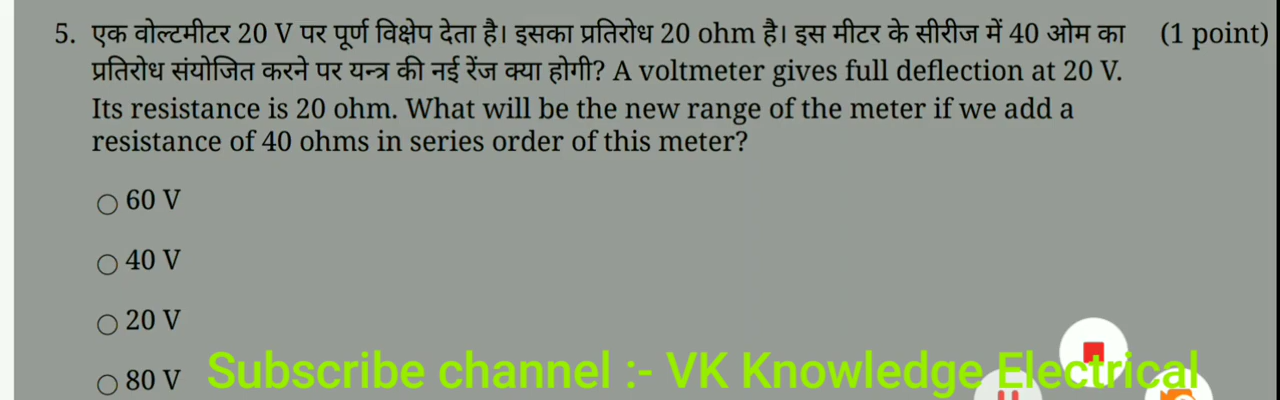 5. एक वोल्टमीटर 20 V पर पूर्ण विक्षेप देता है। इसका प्रतिरोध 20 ohm है। इस मीटर के सीरीज में 40 ओम का (1 point)
प्रतिरोध संयोजित करने पर यन्त्र की नई रेंज क्या होगी? A voltmeter gives full deflection at 20 V.
Its resistance is 20 ohm. What will be the new range of the meter if we add a
resistance of 40 ohms in series order of this meter?
60 V
40 V
20 V
80 V
Subscribe channel :- VK Knowledge Electrical